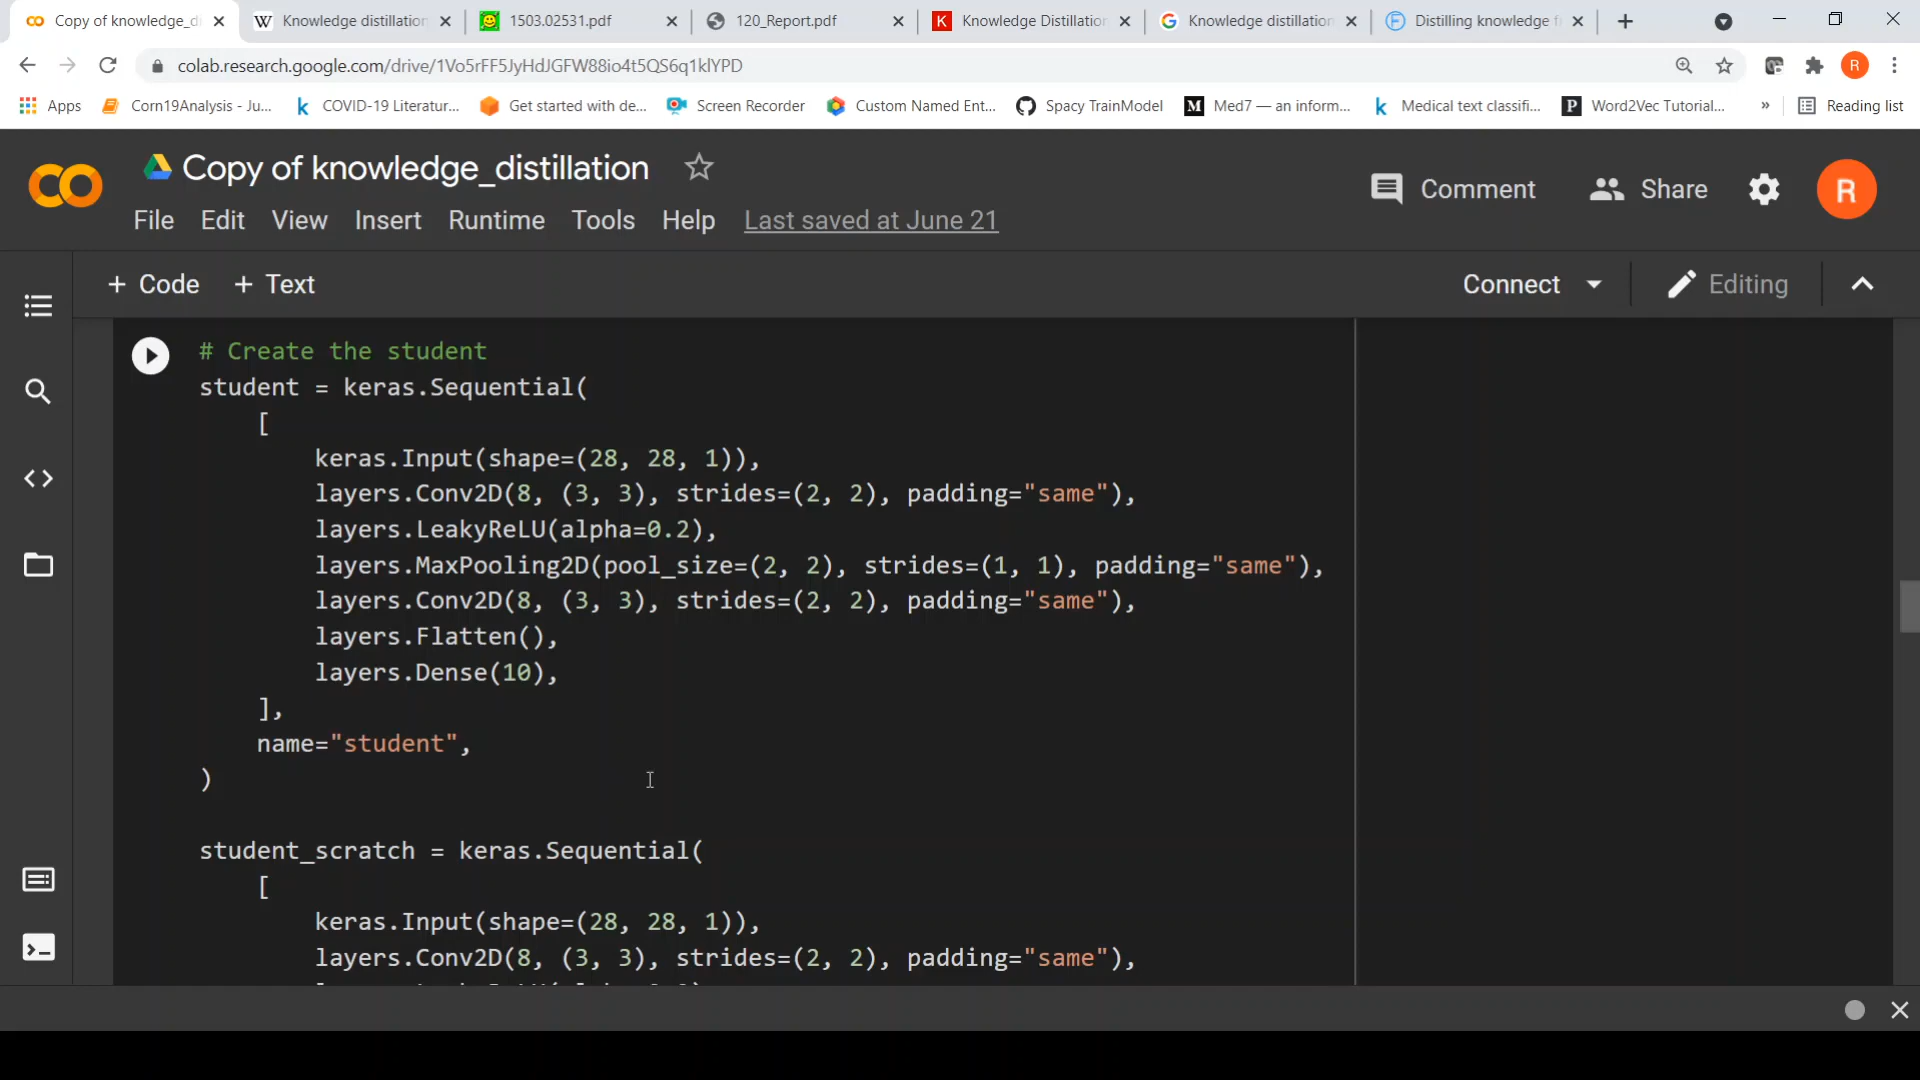 Copy of knowledge_di
Knowledge distillation
1503.02531.pdf
120_Report.pdf
Knowledge Distillation
Knowledge distillation
Distilling knowledge f
colab.research.google.com/drive/1Vo5rFF5JyHdJGFW88io4t5QS6q1klYPD
R
Apps
Corn19Analysis - Ju...
COVID-19 Literatur...
Get started with de...
Screen Recorder
Custom Named Ent...
Spacy TrainModel
Med7 — an inform...
Medical text classifi...
Word2Vec Tutorial...
»
Reading list
Copy of knowledge_distillation
Comment
Share
R
File Edit View Insert Runtime Tools Help Last saved at June 21
+ Code + Text
Connect
Editing
# Create the student
student = keras.Sequential(
[
keras.Input(shape=(28, 28, 1)),
layers.Conv2D(8, (3, 3), strides=(2, 2), padding="same"),
layers.LeakyReLU(alpha=0.2),
layers.MaxPooling2D(pool_size=(2, 2), strides=(1, 1), padding="same"),
layers.Conv2D(8, (3, 3), strides=(2, 2), padding="same"),
layers.Flatten(),
layers.Dense(10),
],
name="student",
)
student_scratch = keras.Sequential(
[
keras.Input(shape=(28, 28, 1)),
layers.Conv2D(8, (3, 3), strides=(2, 2), padding="same"),